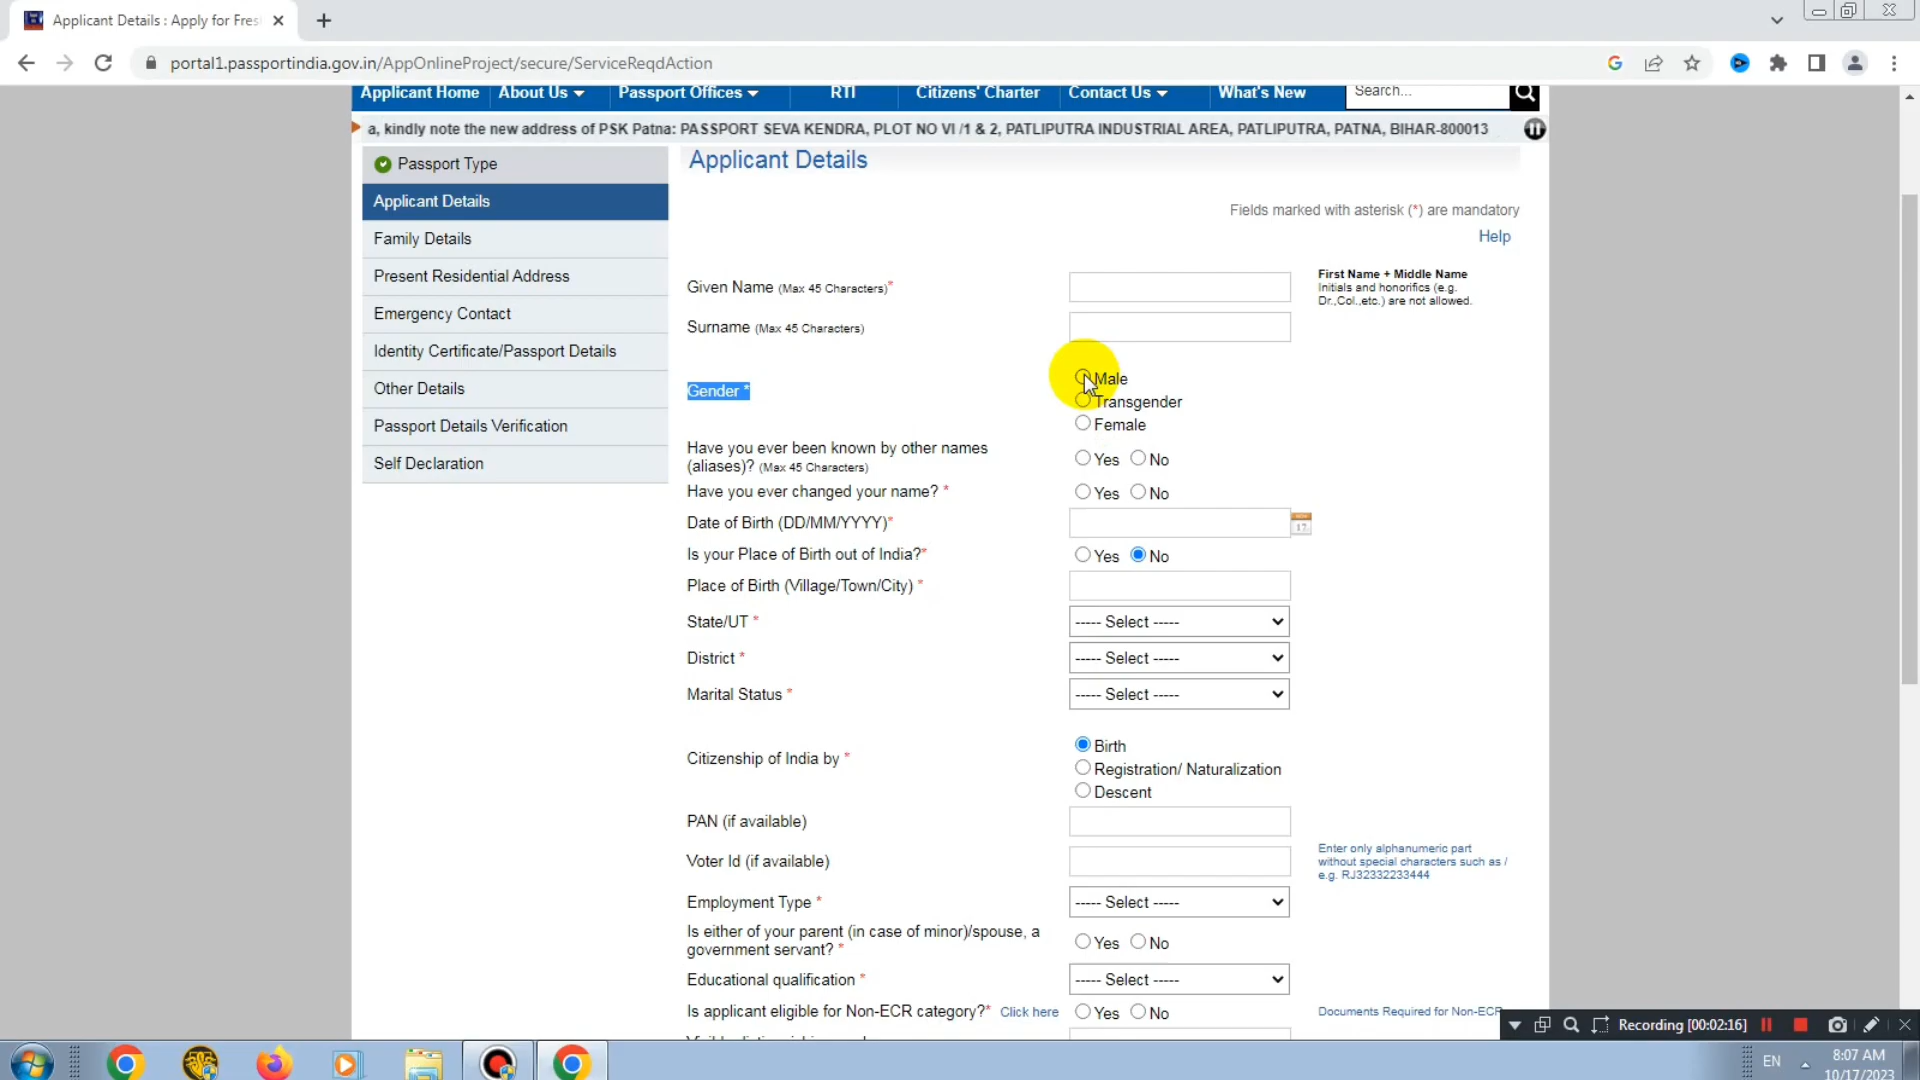 Applicant Details : Apply for Fres
portal1.passportindia.gov.in/AppOnlineProject/secure/ServiceReqdAction
Applicant Home About Us Passport Offices RTI Citizens' Charter Contact Us What's New Search...
a, kindly note the new address of PSK Patna: PASSPORT SEVA KENDRA, PLOT NO VI /1 & 2, PATLIPUTRA INDUSTRIAL AREA, PATLIPUTRA, PATNA, BIHAR-800013
Passport Type
Applicant Details
Family Details
Present Residential Address
Emergency Contact
Identity Certificate/Passport Details
Other Details
Passport Details Verification
Self Declaration
Applicant Details
Fields marked with asterisk (*) are mandatory
Help
Given Name (Max 45 Characters)*
First Name + Middle Name
Initials and honorifics (e.g.
Dr.,Col.,etc.) are not allowed.
Surname (Max 45 Characters)
Gender *
Male
Transgender
Female
Have you ever been known by other names
(aliases)? (Max 45 Characters)
Yes No
Have you ever changed your name? *
Yes No
Date of Birth (DD/MM/YYYY)*
17
Is your Place of Birth out of India?*
Yes No
Place of Birth (Village/Town/City) *
State/UT *
----- Select -----
District *
----- Select -----
Marital Status *
----- Select -----
Citizenship of India by *
Birth
Registration/ Naturalization
Descent
PAN (if available)
Voter Id (if available)
Enter only alphanumeric part
without special characters such as /
e.g. RJ32332233444
Employment Type *
----- Select -----
Is either of your parent (in case of minor)/spouse, a
government servant? *
Yes No
Educational qualification *
----- Select -----
Is applicant eligible for Non-ECR category?* Click here
Yes No
Documents Required for Non-ECR
Recording [00:02:16]
EN
8:07 AM
10/17/2023